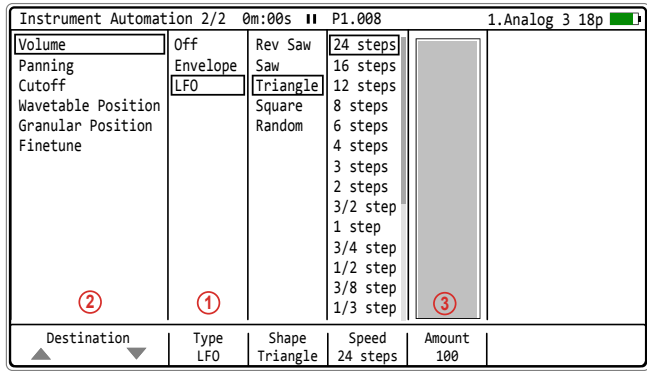 Instrument Automation 2/2 0m:00s II P1.008 1.Analog 3 18p
Volume Off Rev Saw 24 steps
Panning Envelope Saw 16 steps
Cutoff LFO Triangle 12 steps
Wavetable Position Square 8 steps
Granular Position Random 6 steps
Finetune 4 steps
3 steps
2 steps
3/2 step
1 step
3/4 step
1/2 step
3/8 step
2 1 1/3 step 3
Destination Type Shape Speed Amount
LFO Triangle 24 steps 100